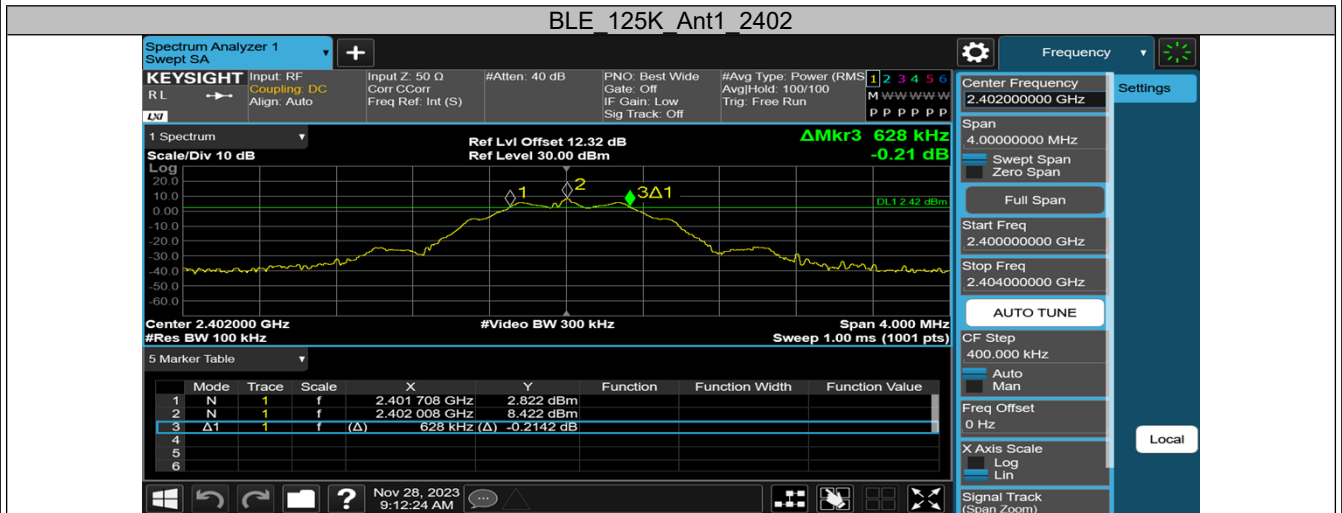 BLE_125K_Ant1_2402
Spectrum Analyzer 1
Swept SA
+
Frequency
KEYSIGHT
RL
LXI
Input: RF
Coupling: DC
Align: Auto
Input Z: 50 Ω
Corr CCorr
Freq Ref: Int (S)
#Atten: 40 dB
PNO: Best Wide
Gate: Off
IF Gain: Low
Sig Track: Off
#Avg Type: Power (RMS
Avg|Hold: 100/100
Trig: Free Run
1 2 3 4 5 6
M W W W W W
P P P P P P
1 Spectrum
Scale/Div 10 dB
Ref Lvl Offset 12.32 dB
Ref Level 30.00 dBm
ΔMkr3 628 kHz
-0.21 dB
Log
20.0
10.0
0.00
-10.0
-20.0
-30.0
-40.0
-50.0
-60.0
1
2
3Δ1
DL1 2.42 dBm
Center 2.402000 GHz
#Res BW 100 kHz
#Video BW 300 kHz
Span 4.000 MHz
Sweep 1.00 ms (1001 pts)
5 Marker Table
Mode Trace Scale X Y Function Function Width Function Value
1 N 1 f 2.401 708 GHz 2.822 dBm
2 N 1 f 2.402 008 GHz 8.422 dBm
3 Δ1 1 f (Δ) 628 kHz (Δ) -0.2142 dB
4
5
6
?
Nov 28, 2023
9:12:24 AM
Center Frequency
2.402000000 GHz
Span
4.00000000 MHz
Swept Span
Zero Span
Full Span
Start Freq
2.400000000 GHz
Stop Freq
2.404000000 GHz
AUTO TUNE
CF Step
400.000 kHz
Auto
Man
Freq Offset
0 Hz
X Axis Scale
Log
Lin
Signal Track
(Span Zoom)
Settings
Local